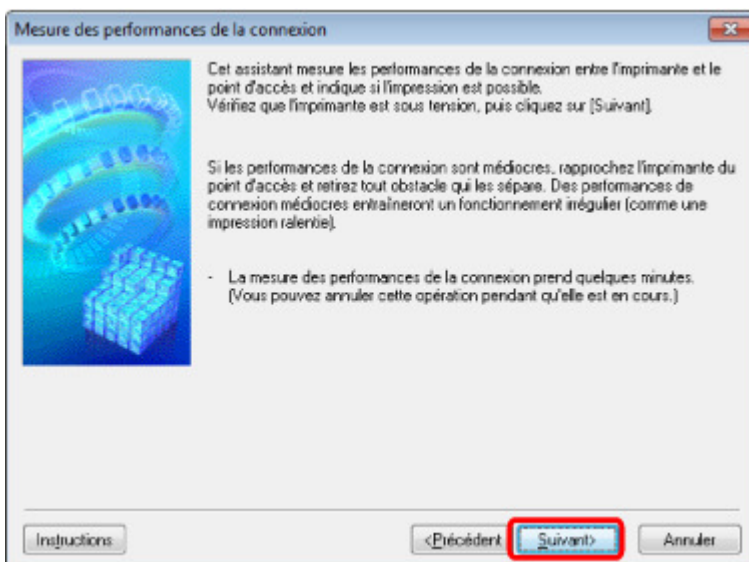 Mesure des performances de la connexion
Cet assistant mesure les performances de la connexion entre l'imprimante et le
point d'accès et indique si l'impression est possible.
Vérifiez que l'imprimante est sous tension, puis cliquez sur [Suivant].
Si les performances de la connexion sont médiocres, rapprochez l'imprimante du
point d'accès et retirez tout obstacle qui les sépare. Des performances de
connexion médiocres entraîneront un fonctionnement irrégulier (comme une
impression ralentie).
- La mesure des performances de la connexion prend quelques minutes.
(Vous pouvez annuler cette opération pendant qu'elle est en cours.)
Instructions <Précédent Suivant> Annuler